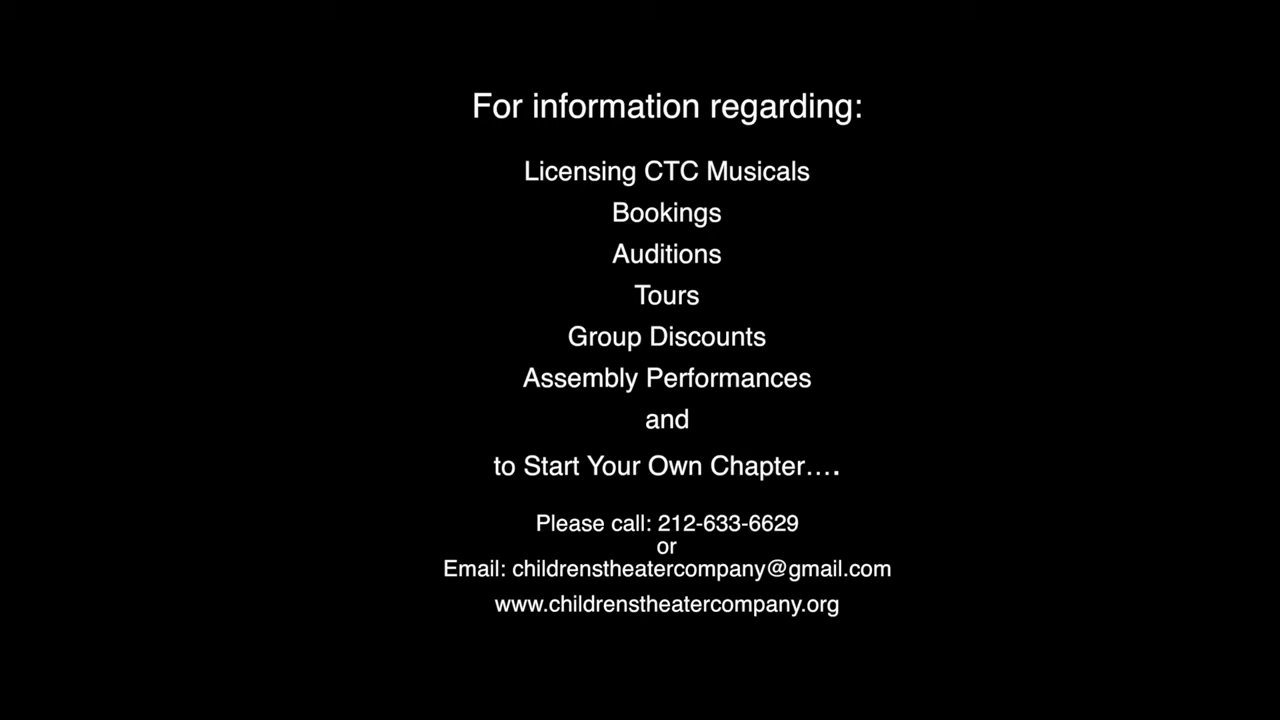 For information regarding:
Licensing CTC Musicals
Bookings
Auditions
Tours
Group Discounts
Assembly Performances
and
to Start Your Own Chapter....
Please call: 212-633-6629
or
Email: childrenstheatercompany@gmail.com
www.childrenstheatercompany.org